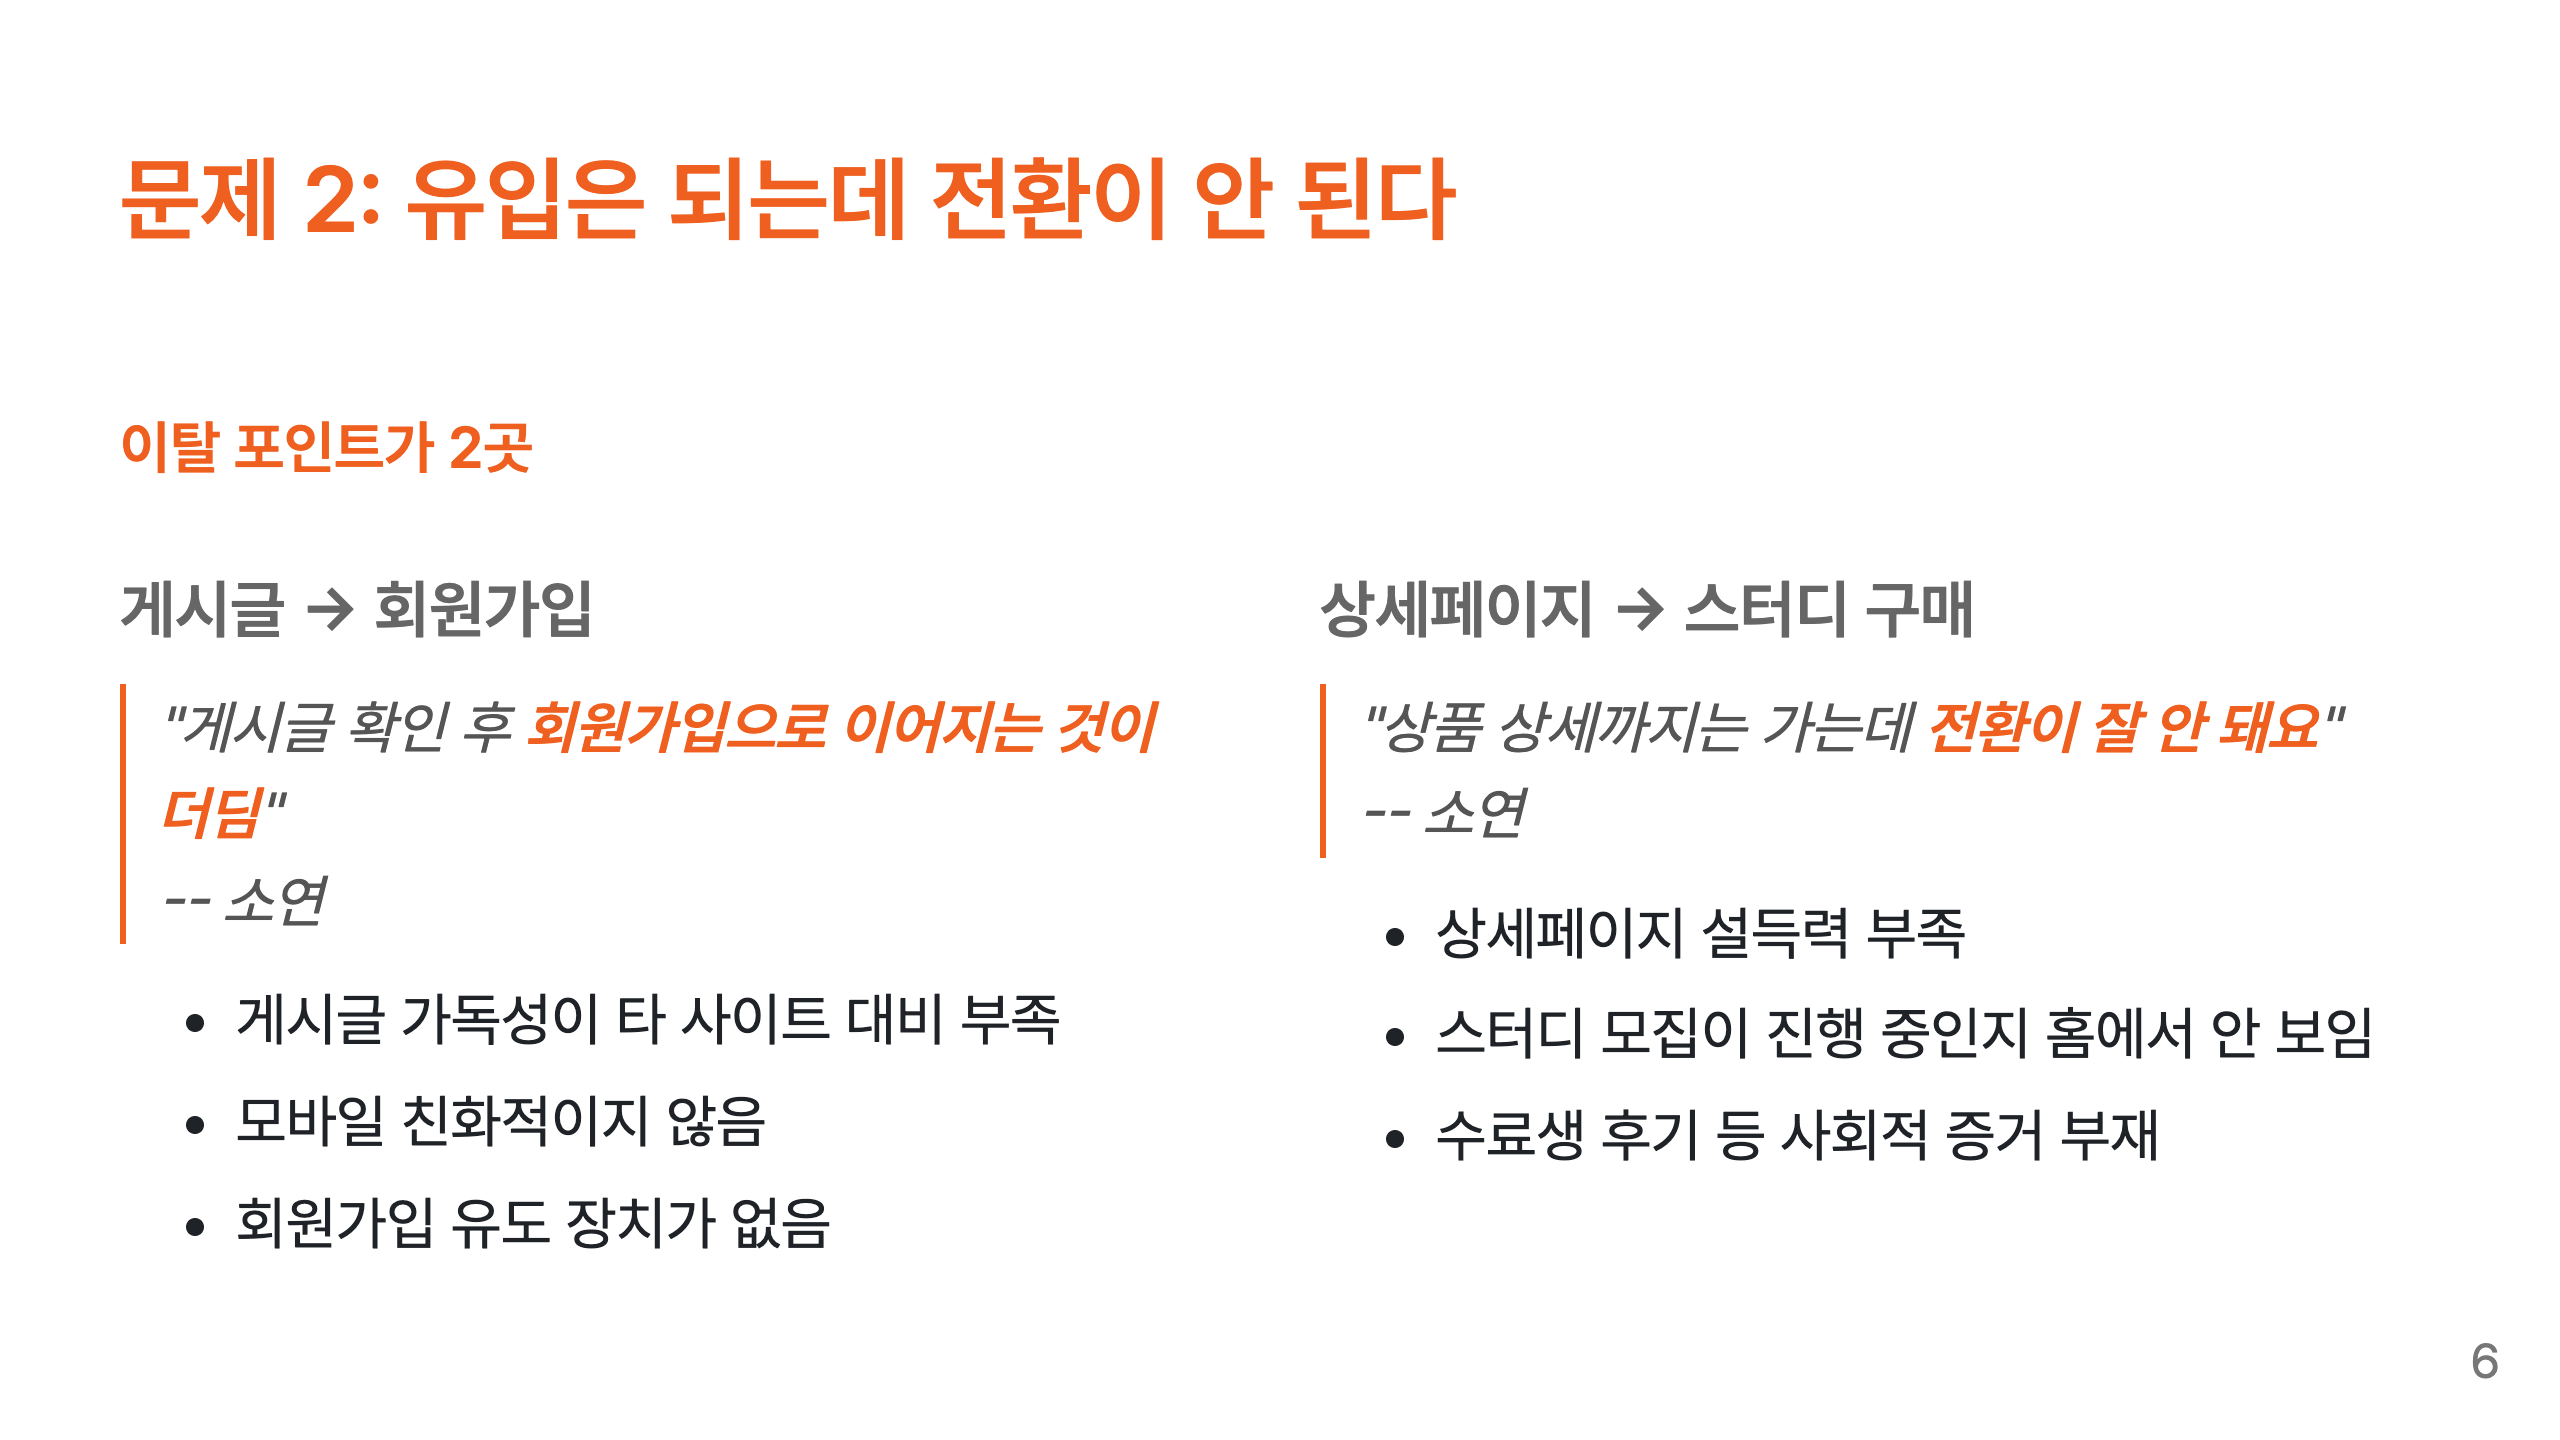 문제 2: 유입은 되는데 전환이 안 된다
이탈 포인트가 2곳
게시글 → 회원가입
"게시글 확인 후 회원가입으로 이어지는 것이
더딤"
-- 소연
• 게시글 가독성이 타 사이트 대비 부족
• 모바일 친화적이지 않음
• 회원가입 유도 장치가 없음
상세페이지 → 스터디 구매
"상품 상세까지는 가는데 전환이 잘 안 돼요"
-- 소연
• 상세페이지 설득력 부족
• 스터디 모집이 진행 중인지 홈에서 안 보임
• 수료생 후기 등 사회적 증거 부재
6